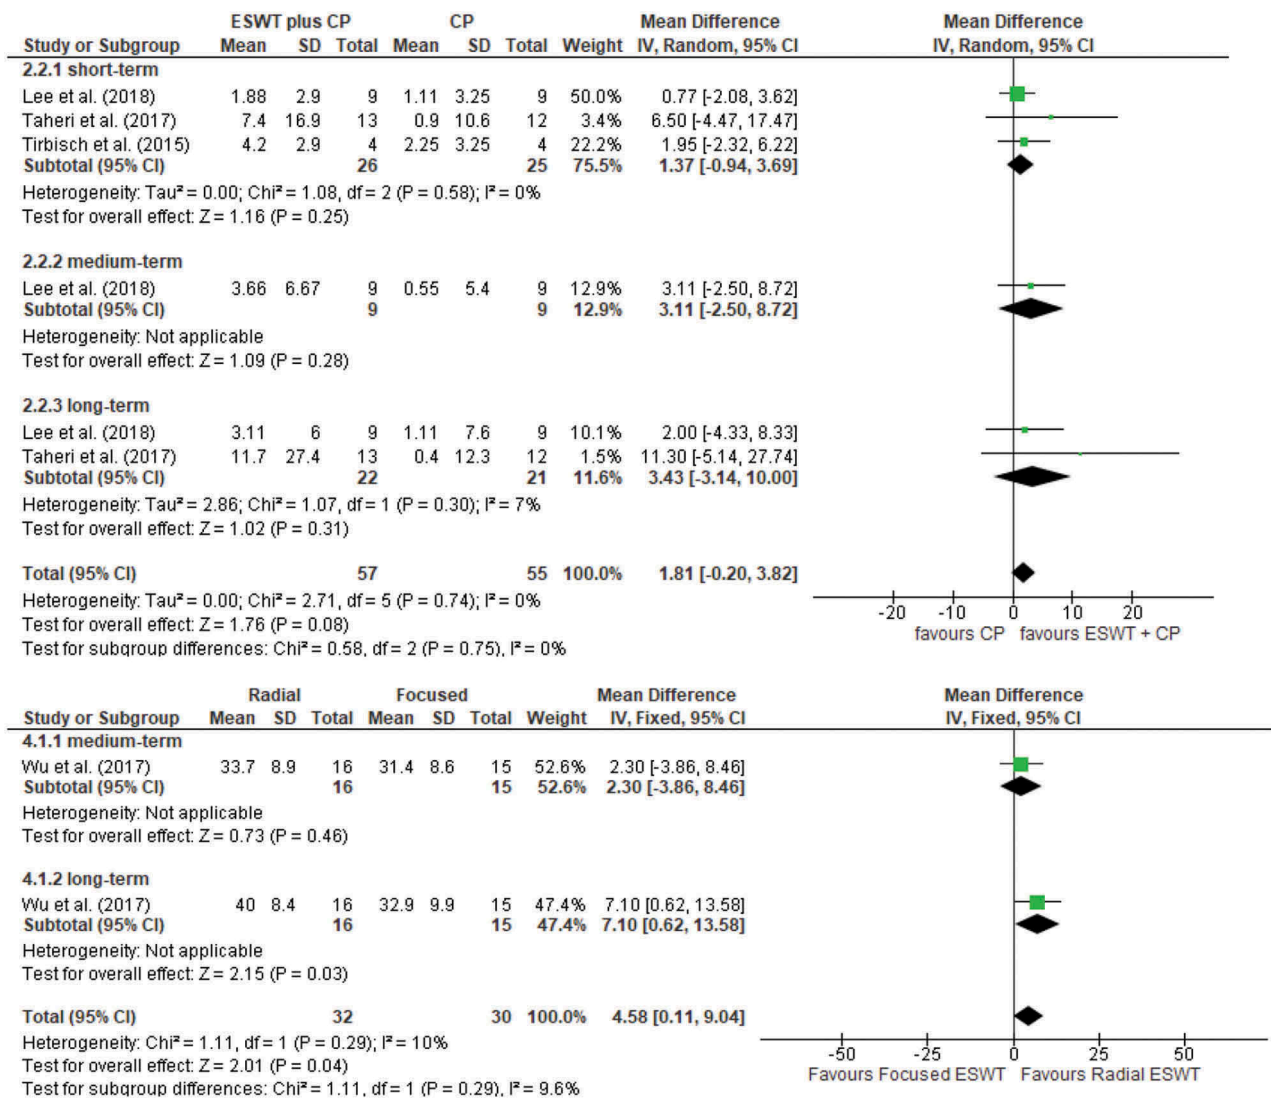 ESWT plus CP CP Mean Difference Mean Difference
Study or Subgroup Mean SD Total Mean SD Total Weight IV, Random, 95% CI IV, Random, 95% CI
2.2.1 short-term
Lee et al. (2018) 1.88 2.9 9 1.11 3.25 9 50.0% 0.77 [-2.08, 3.62]
Taheri et al. (2017) 7.4 16.9 13 0.9 10.6 12 3.4% 6.50 [-4.47, 17.47]
Tirbisch et al. (2015) 4.2 2.9 4 2.25 3.25 4 22.2% 1.95 [-2.32, 6.22]
Subtotal (95% CI) 26 25 75.5% 1.37 [-0.94, 3.69]
Heterogeneity: Tau² = 0.00; Chi² = 1.08, df = 2 (P = 0.58); I² = 0%
Test for overall effect: Z = 1.16 (P = 0.25)
2.2.2 medium-term
Lee et al. (2018) 3.66 6.67 9 0.55 5.4 9 12.9% 3.11 [-2.50, 8.72]
Subtotal (95% CI) 9 9 12.9% 3.11 [-2.50, 8.72]
Heterogeneity: Not applicable
Test for overall effect: Z = 1.09 (P = 0.28)
2.2.3 long-term
Lee et al. (2018) 3.11 6 9 1.11 7.6 9 10.1% 2.00 [-4.33, 8.33]
Taheri et al. (2017) 11.7 27.4 13 0.4 12.3 12 1.5% 11.30 [-5.14, 27.74]
Subtotal (95% CI) 22 21 11.6% 3.43 [-3.14, 10.00]
Heterogeneity: Tau² = 2.86; Chi² = 1.07, df = 1 (P = 0.30); I² = 7%
Test for overall effect: Z = 1.02 (P = 0.31)
Total (95% CI) 57 55 100.0% 1.81 [-0.20, 3.82]
Heterogeneity: Tau² = 0.00; Chi² = 2.71, df = 5 (P = 0.74); I² = 0%
Test for overall effect: Z = 1.76 (P = 0.08)
Test for subgroup differences: Chi² = 0.58, df = 2 (P = 0.75), I² = 0%
-20 -10 0 10 20
favours CP favours ESWT + CP
Radial Focused Mean Difference Mean Difference
Study or Subgroup Mean SD Total Mean SD Total Weight IV, Fixed, 95% CI IV, Fixed, 95% CI
4.1.1 medium-term
Wu et al. (2017) 33.7 8.9 16 31.4 8.6 15 52.6% 2.30 [-3.86, 8.46]
Subtotal (95% CI) 16 15 52.6% 2.30 [-3.86, 8.46]
Heterogeneity: Not applicable
Test for overall effect: Z = 0.73 (P = 0.46)
4.1.2 long-term
Wu et al. (2017) 40 8.4 16 32.9 9.9 15 47.4% 7.10 [0.62, 13.58]
Subtotal (95% CI) 16 15 47.4% 7.10 [0.62, 13.58]
Heterogeneity: Not applicable
Test for overall effect: Z = 2.15 (P = 0.03)
Total (95% CI) 32 30 100.0% 4.58 [0.11, 9.04]
Heterogeneity: Chi² = 1.11, df = 1 (P = 0.29); I² = 10%
Test for overall effect: Z = 2.01 (P = 0.04)
Test for subgroup differences: Chi² = 1.11, df = 1 (P = 0.29), I² = 9.6%
-50 -25 0 25 50
Favours Focused ESWT Favours Radial ESWT